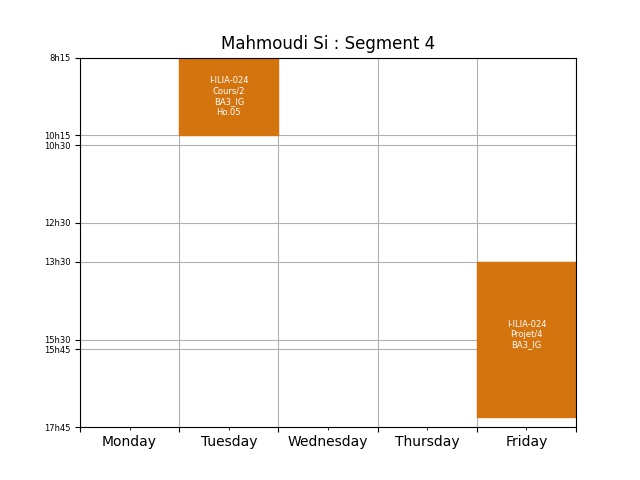 Mahmoudi Si : Segment 4
8h15
I-ILIA-024
Cours/2
BA3_IG
Ho.05
10h15
10h30
12h30
13h30
I-ILIA-024
Projet/4
BA3_IG
15h30
15h45
17h45
Monday Tuesday Wednesday Thursday Friday